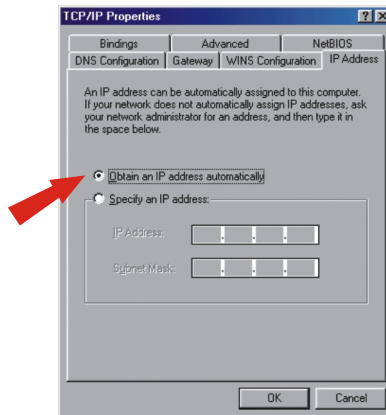 TCP/IP Properties
Bindings Advanced NetBIOS
DNS Configuration Gateway WINS Configuration IP Address
An IP address can be automatically assigned to this computer.
If your network does not automatically assign IP addresses, ask
your network administrator for an address, and then type it in
the space below.
Obtain an IP address automatically
Specify an IP address:
IP Address:
Subnet Mask:
OK Cancel